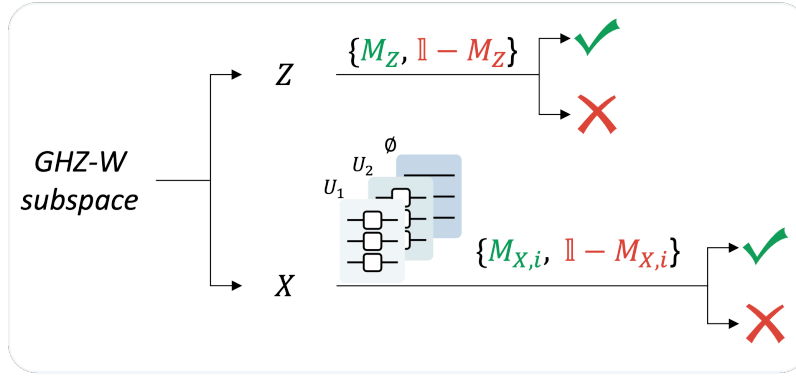 GHZ-W
subspace
Z
{M_Z, 𝟙 − M_Z}
∅
U_2
U_1
X
{M_{X,i}, 𝟙 − M_{X,i}}